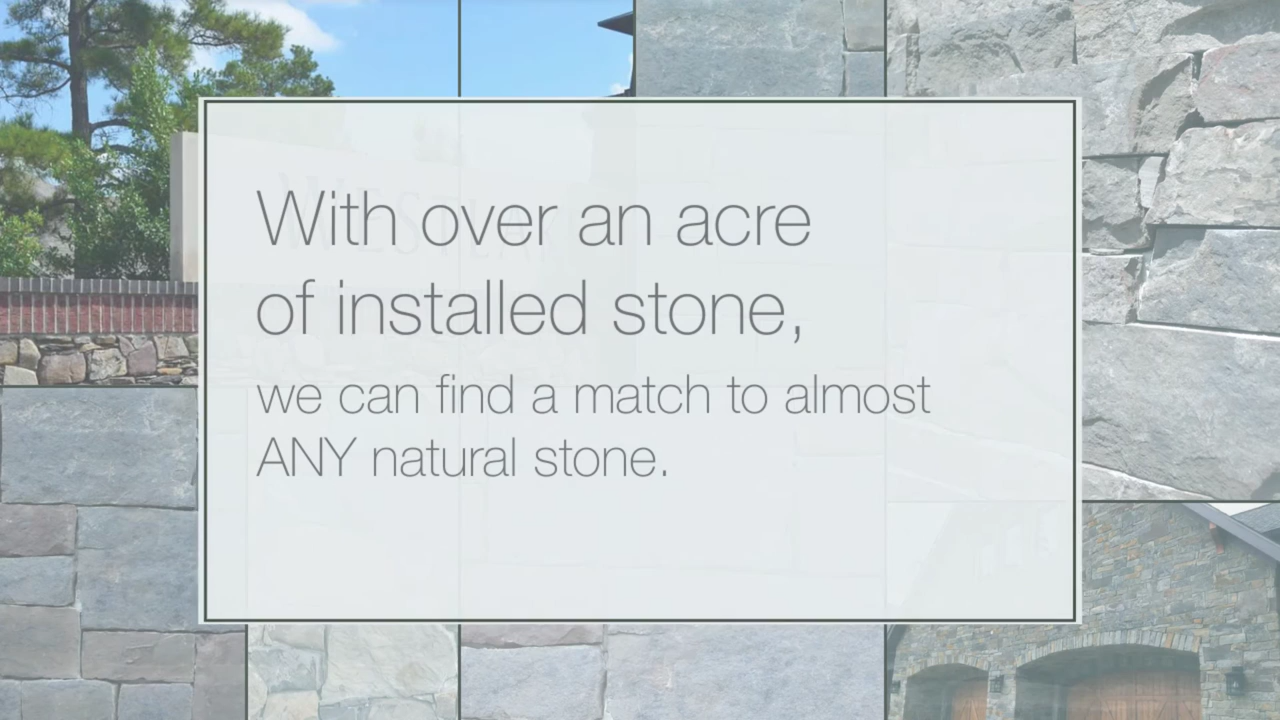 With over an acre
of installed stone,
we can find a match to almost
ANY natural stone.